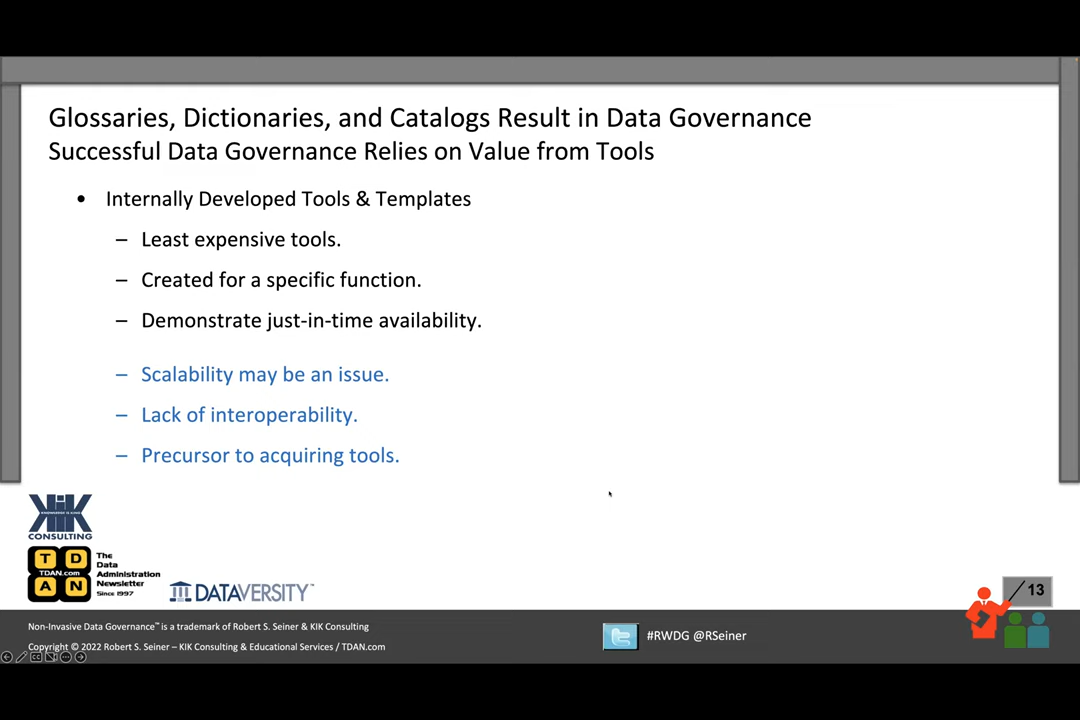 Glossaries, Dictionaries, and Catalogs Result in Data Governance
Successful Data Governance Relies on Value from Tools
• Internally Developed Tools & Templates
– Least expensive tools.
– Created for a specific function.
– Demonstrate just-in-time availability.
– Scalability may be an issue.
– Lack of interoperability.
– Precursor to acquiring tools.
KIK
KNOWLEDGE IS KING
CONSULTING
T D
TDAN.com
A N
The
Data
Administration
Newsletter
Since 1997
DATAVERSITY™
13
Non-Invasive Data Governance™ is a trademark of Robert S. Seiner & KIK Consulting
Copyright © 2022 Robert S. Seiner – KIK Consulting & Educational Services / TDAN.com
#RWDG @RSeiner